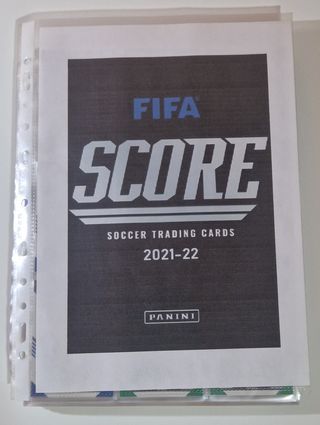 FIFA
SCORE
SOCCER TRADING CARDS
2021-22
PANINI